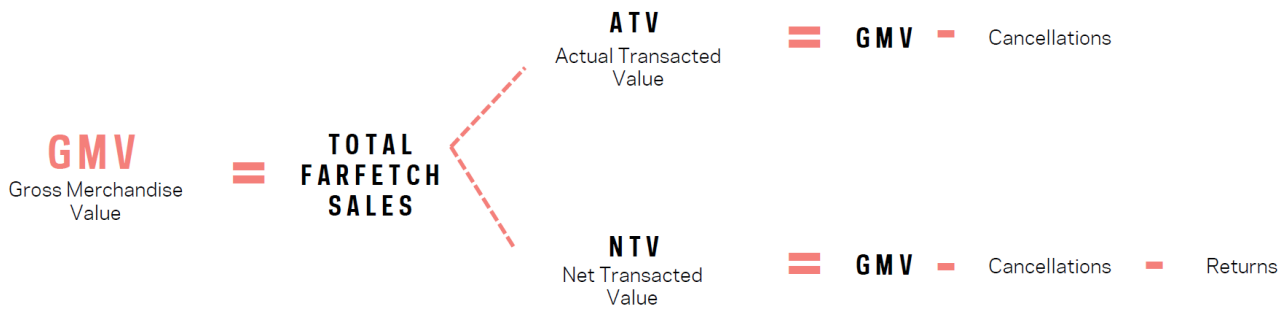 GMV
Gross Merchandise
Value
=
TOTAL
FARFETCH
SALES
ATV
Actual Transacted
Value
= GMV - Cancellations
NTV
Net Transacted
Value
= GMV - Cancellations - Returns